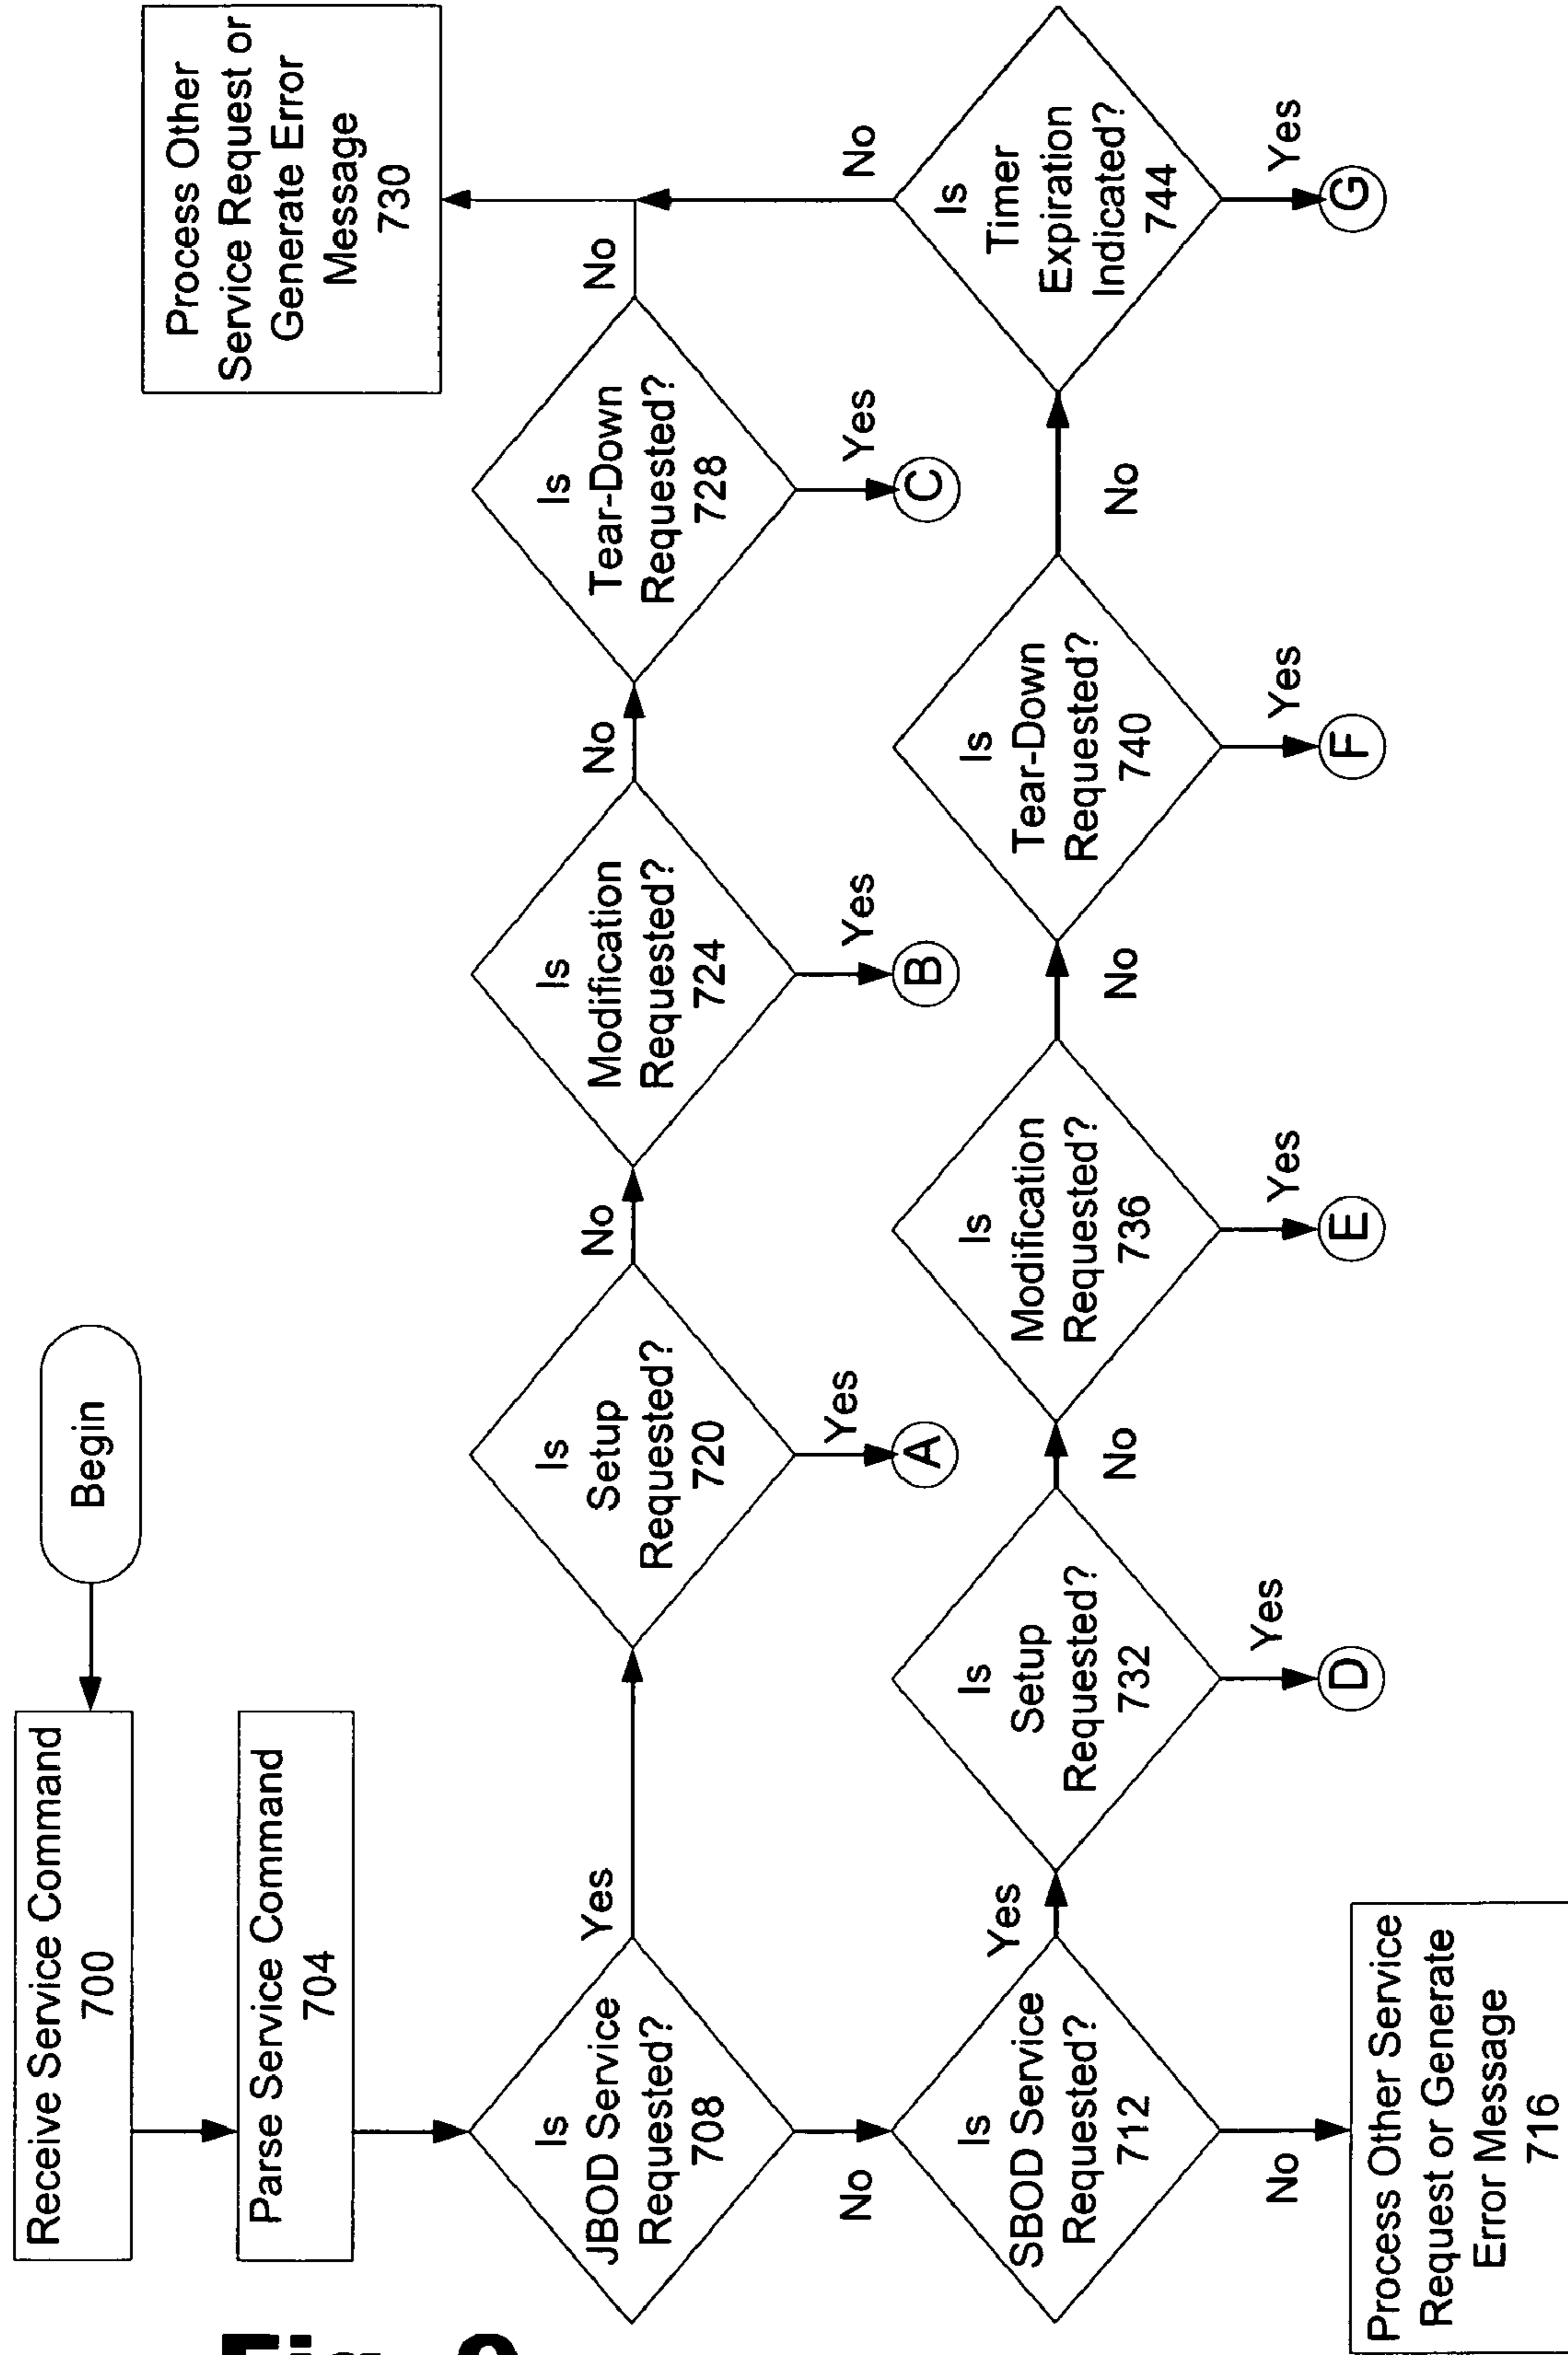 Begin
Receive Service Command
700
Parse Service Command
704
Is
JBOD Service
Requested?
708
Yes
No
Is
Setup
Requested?
720
No
Yes
A
Is
Modification
Requested?
724
No
Yes
B
Is
Tear-Down
Requested?
728
No
Yes
C
Process Other
Service Request or
Generate Error
Message
730
Is
SBOD Service
Requested?
712
Yes
No
Process Other Service
Request or Generate
Error Message
716
Is
Setup
Requested?
732
No
Yes
D
Is
Modification
Requested?
736
No
Yes
E
Is
Tear-Down
Requested?
740
No
Yes
F
Is
Timer
Expiration
Indicated?
744
No
Yes
G